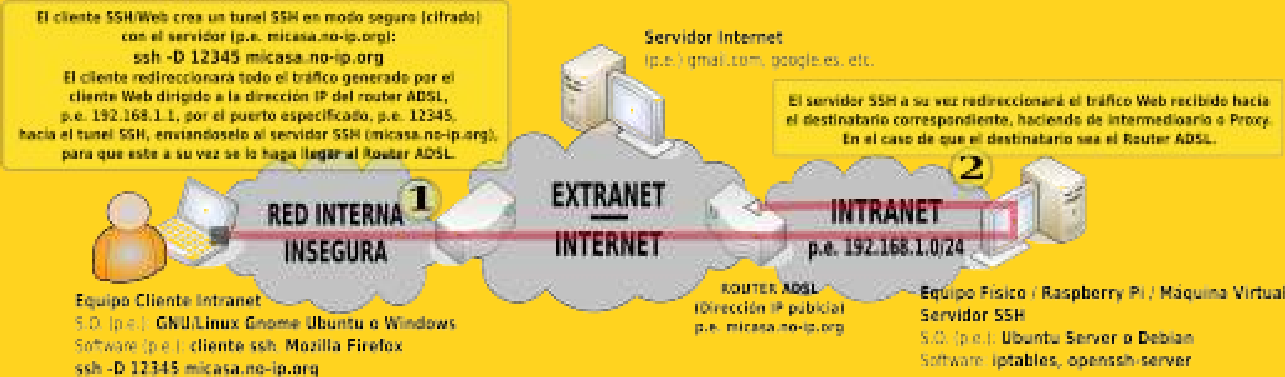 El cliente SSH/Web crea un tunel SSH en modo seguro (cifrado)
con el servidor (p.e. micasa.no-ip.org):
ssh -D 12345 micasa.no-ip.org
El cliente redireccionará todo el tráfico generado por el
cliente Web dirigido a la dirección IP del router ADSL,
p.e. 192.168.1.1, por el puerto especificado, p.e. 12345,
hacia el tunel SSH, enviandoselo al servidor SSH (micasa.no-ip.org),
para que este a su vez se lo haga llegar al Router ADSL.
Servidor Internet
(p.e.) gmail.com, google.es, etc.
El servidor SSH a su vez redireccionará el tráfico Web recibido hacia
el destinatario correspondiente, haciendo de intermedioario o Proxy.
En el caso de que el destinatario sea el Router ADSL.
1
2
RED INTERNA
INSEGURA
EXTRANET
INTERNET
INTRANET
p.e. 192.168.1.0/24
ROUTER ADSL
(Dirección IP públcia)
p.e. micasa.no-ip.org
Equipo Cliente Intranet
S.O. (p.e.): GNU/Linux Gnome Ubuntu o Windows
Software (p.e.): cliente ssh, Mozilla Firefox
ssh -D 12345 micasa.no-ip.org
Equipo Físico / Raspberry Pi / Máquina Virtual
Servidor SSH
S.O. (p.e.): Ubuntu Server o Debian
Software: iptables, openssh-server